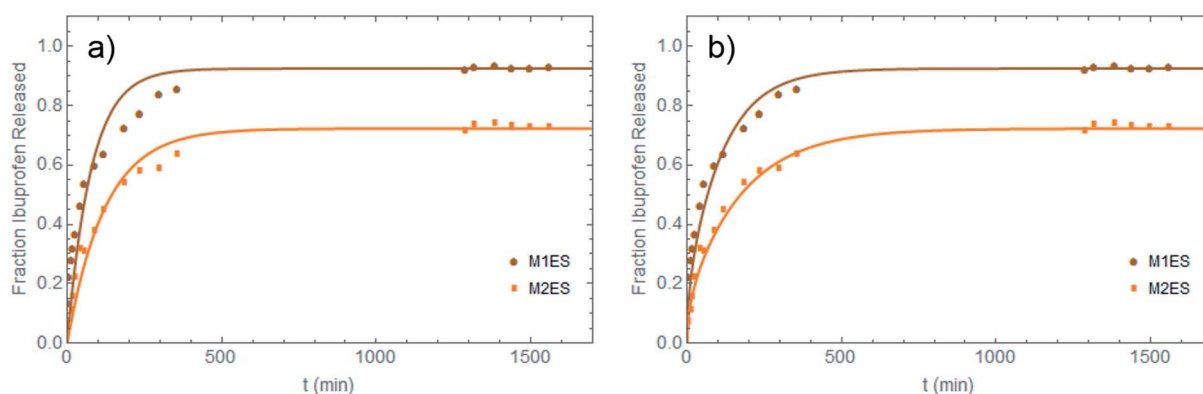 a)
Fraction Ibuprofen Released
1.0
0.8
0.6
0.4
0.2
0.0
M1ES
M2ES
0 500 1000 1500
t (min)
b)
Fraction Ibuprofen Released
1.0
0.8
0.6
0.4
0.2
0.0
M1ES
M2ES
0 500 1000 1500
t (min)